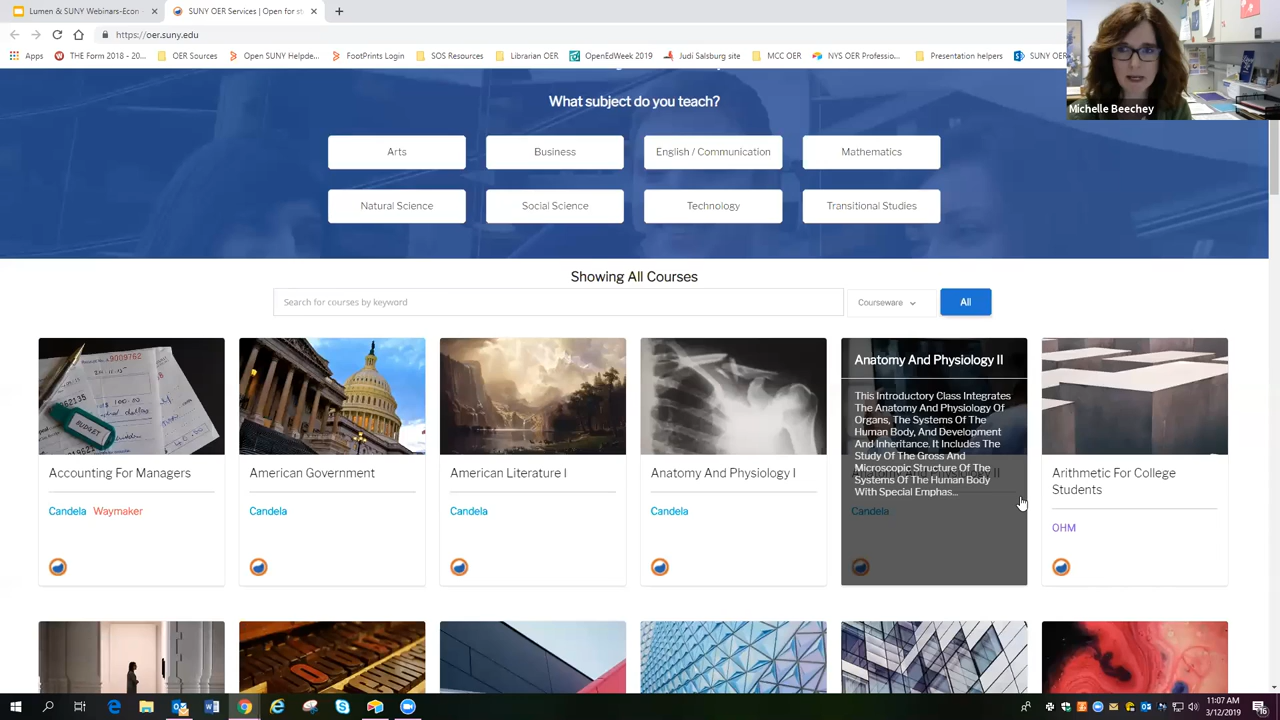 Lumen & SUNY Webinars-Econ
SUNY OER Services | Open for st
https://oer.suny.edu
Apps
THE Form 2018 - 20...
OER Sources
Open SUNY Helpde...
FootPrints Login
SOS Resources
Librarian OER
OpenEdWeek 2019
Judi Salsburg site
MCC OER
NYS OER Professio...
Presentation helpers
SUNY OER
Michelle Beechey
What subject do you teach?
Arts
Business
English / Communication
Mathematics
Natural Science
Social Science
Technology
Transitional Studies
Showing All Courses
Search for courses by keyword
Courseware
All
Accounting For Managers
Candela Waymaker
American Government
Candela
American Literature I
Candela
Anatomy And Physiology I
Candela
Anatomy And Physiology II
This Introductory Class Integrates
The Anatomy And Physiology Of
Organs, The Systems Of The
Human Body, And Development
And Inheritance. It Includes The
Study Of The Gross And
Microscopic Structure Of The
Systems Of The Human Body
With Special Emphas...
Candela
Arithmetic For College
Students
OHM
11:07 AM
3/12/2019